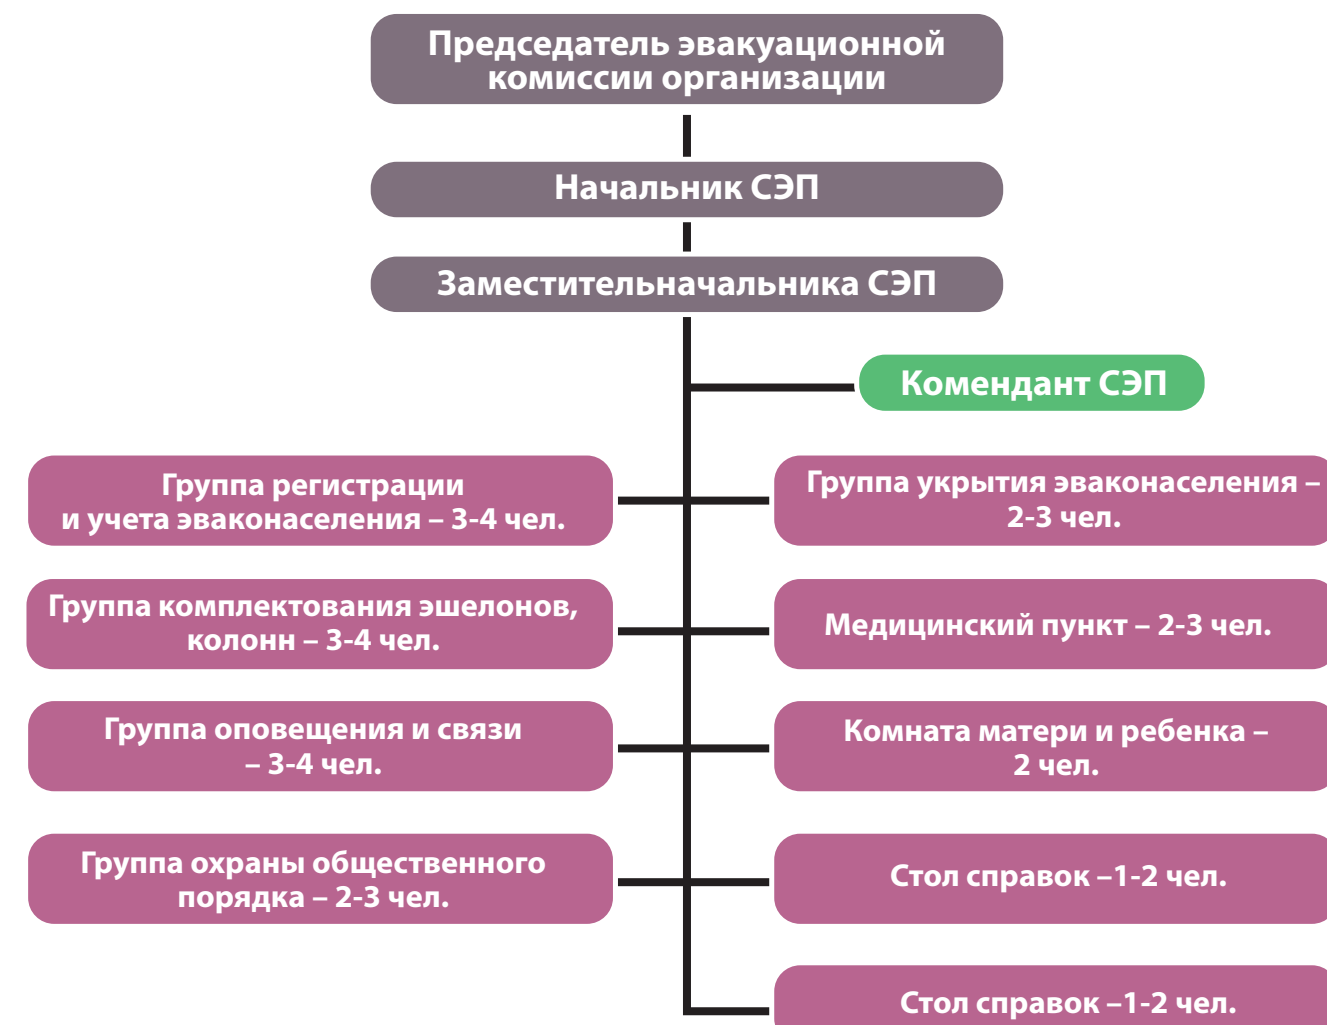 Председатель эвакуационной
комиссии организации
Начальник СЭП
Заместительначальника СЭП
Комендант СЭП
Группа регистрации
и учета эваконаселения – 3-4 чел.
Группа укрытия эваконаселения –
2-3 чел.
Группа комплектования эшелонов,
колонн – 3-4 чел.
Медицинский пункт – 2-3 чел.
Группа оповещения и связи
– 3-4 чел.
Комната матери и ребенка –
2 чел.
Группа охраны общественного
порядка – 2-3 чел.
Стол справок –1-2 чел.
Стол справок –1-2 чел.